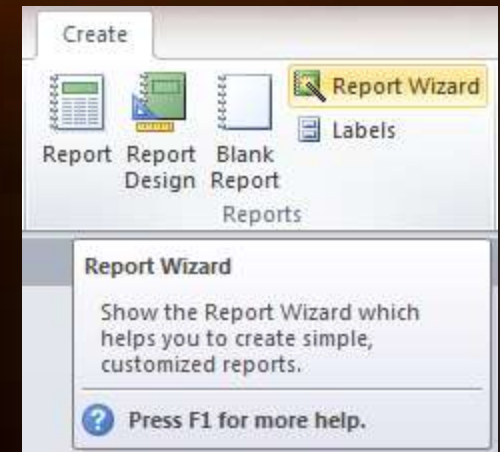 Create
Report Wizard
Labels
Report Report Blank
Design Report
Reports
Report Wizard
Show the Report Wizard which
helps you to create simple,
customized reports.
Press F1 for more help.